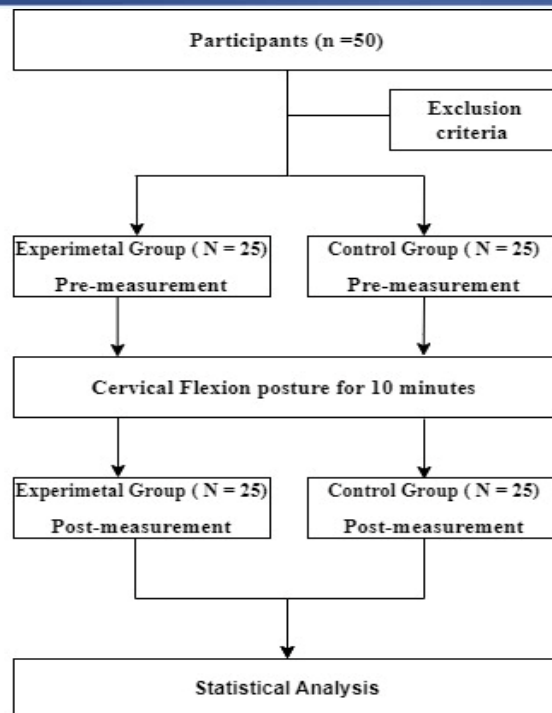 Participants (n =50)
Exclusion
criteria
Experimetal Group ( N = 25)
Pre-measurement
Control Group ( N = 25)
Pre-measurement
Cervical Flexion posture for 10 minutes
Experimetal Group ( N = 25)
Post-measurement
Control Group ( N = 25)
Post-measurement
Statistical Analysis